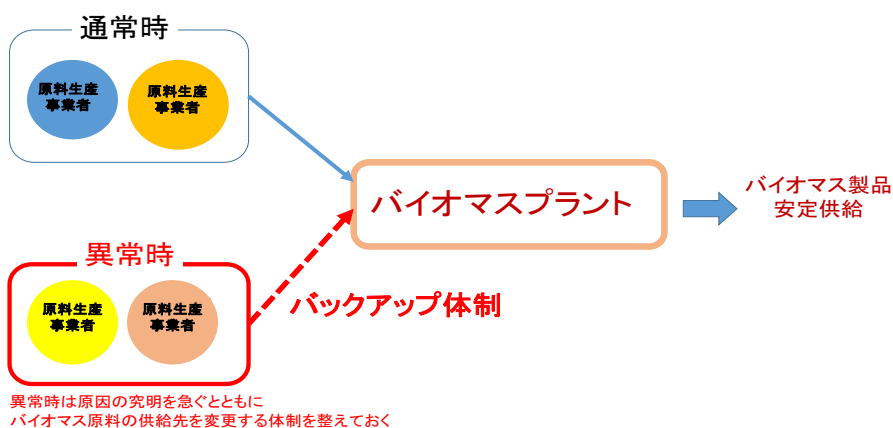 通常時
原料生産
事業者
原料生産
事業者
バイオマスプラント
バイオマス製品
安定供給
異常時
原料生産
事業者
原料生産
事業者
バックアップ体制
異常時は原因の究明を急ぐとともに
バイオマス原料の供給先を変更する体制を整えておく